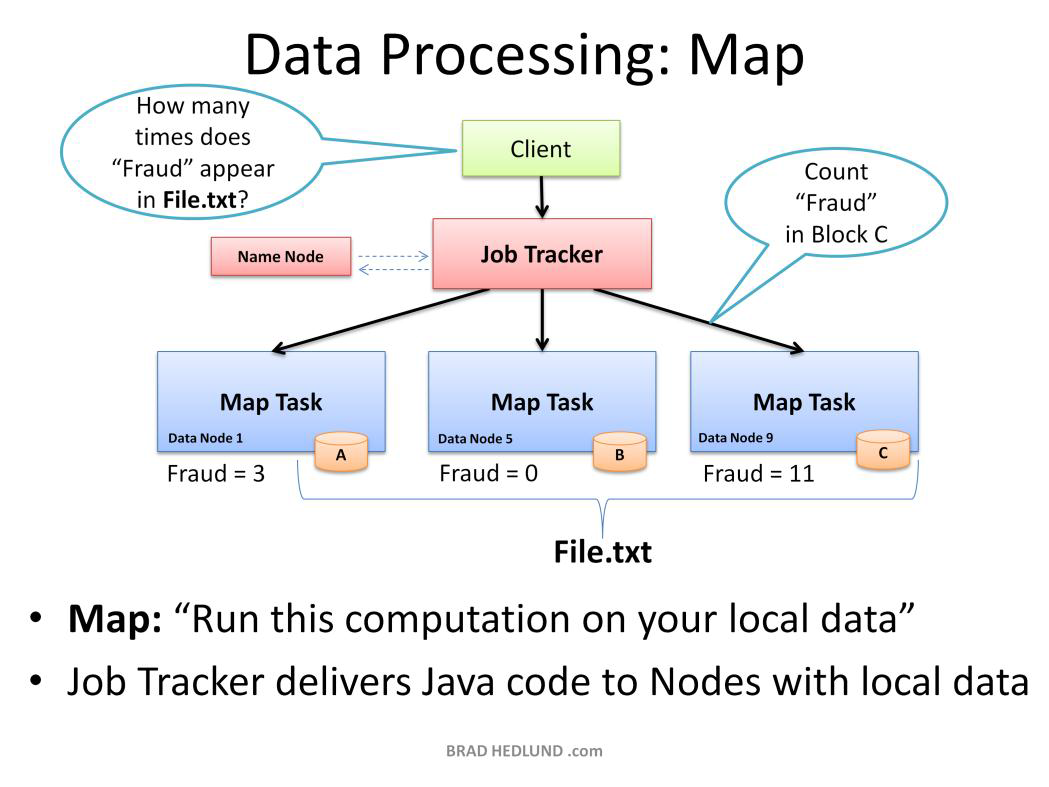 Data Processing: Map
How many
times does
“Fraud” appear
in File.txt?
Client
Count
“Fraud”
in Block C
Name Node
Job Tracker
Map Task
Data Node 1
A
Fraud = 3
Map Task
Data Node 5
B
Fraud = 0
Map Task
Data Node 9
C
Fraud = 11
File.txt
• Map: “Run this computation on your local data”
• Job Tracker delivers Java code to Nodes with local data
BRAD HEDLUND .com